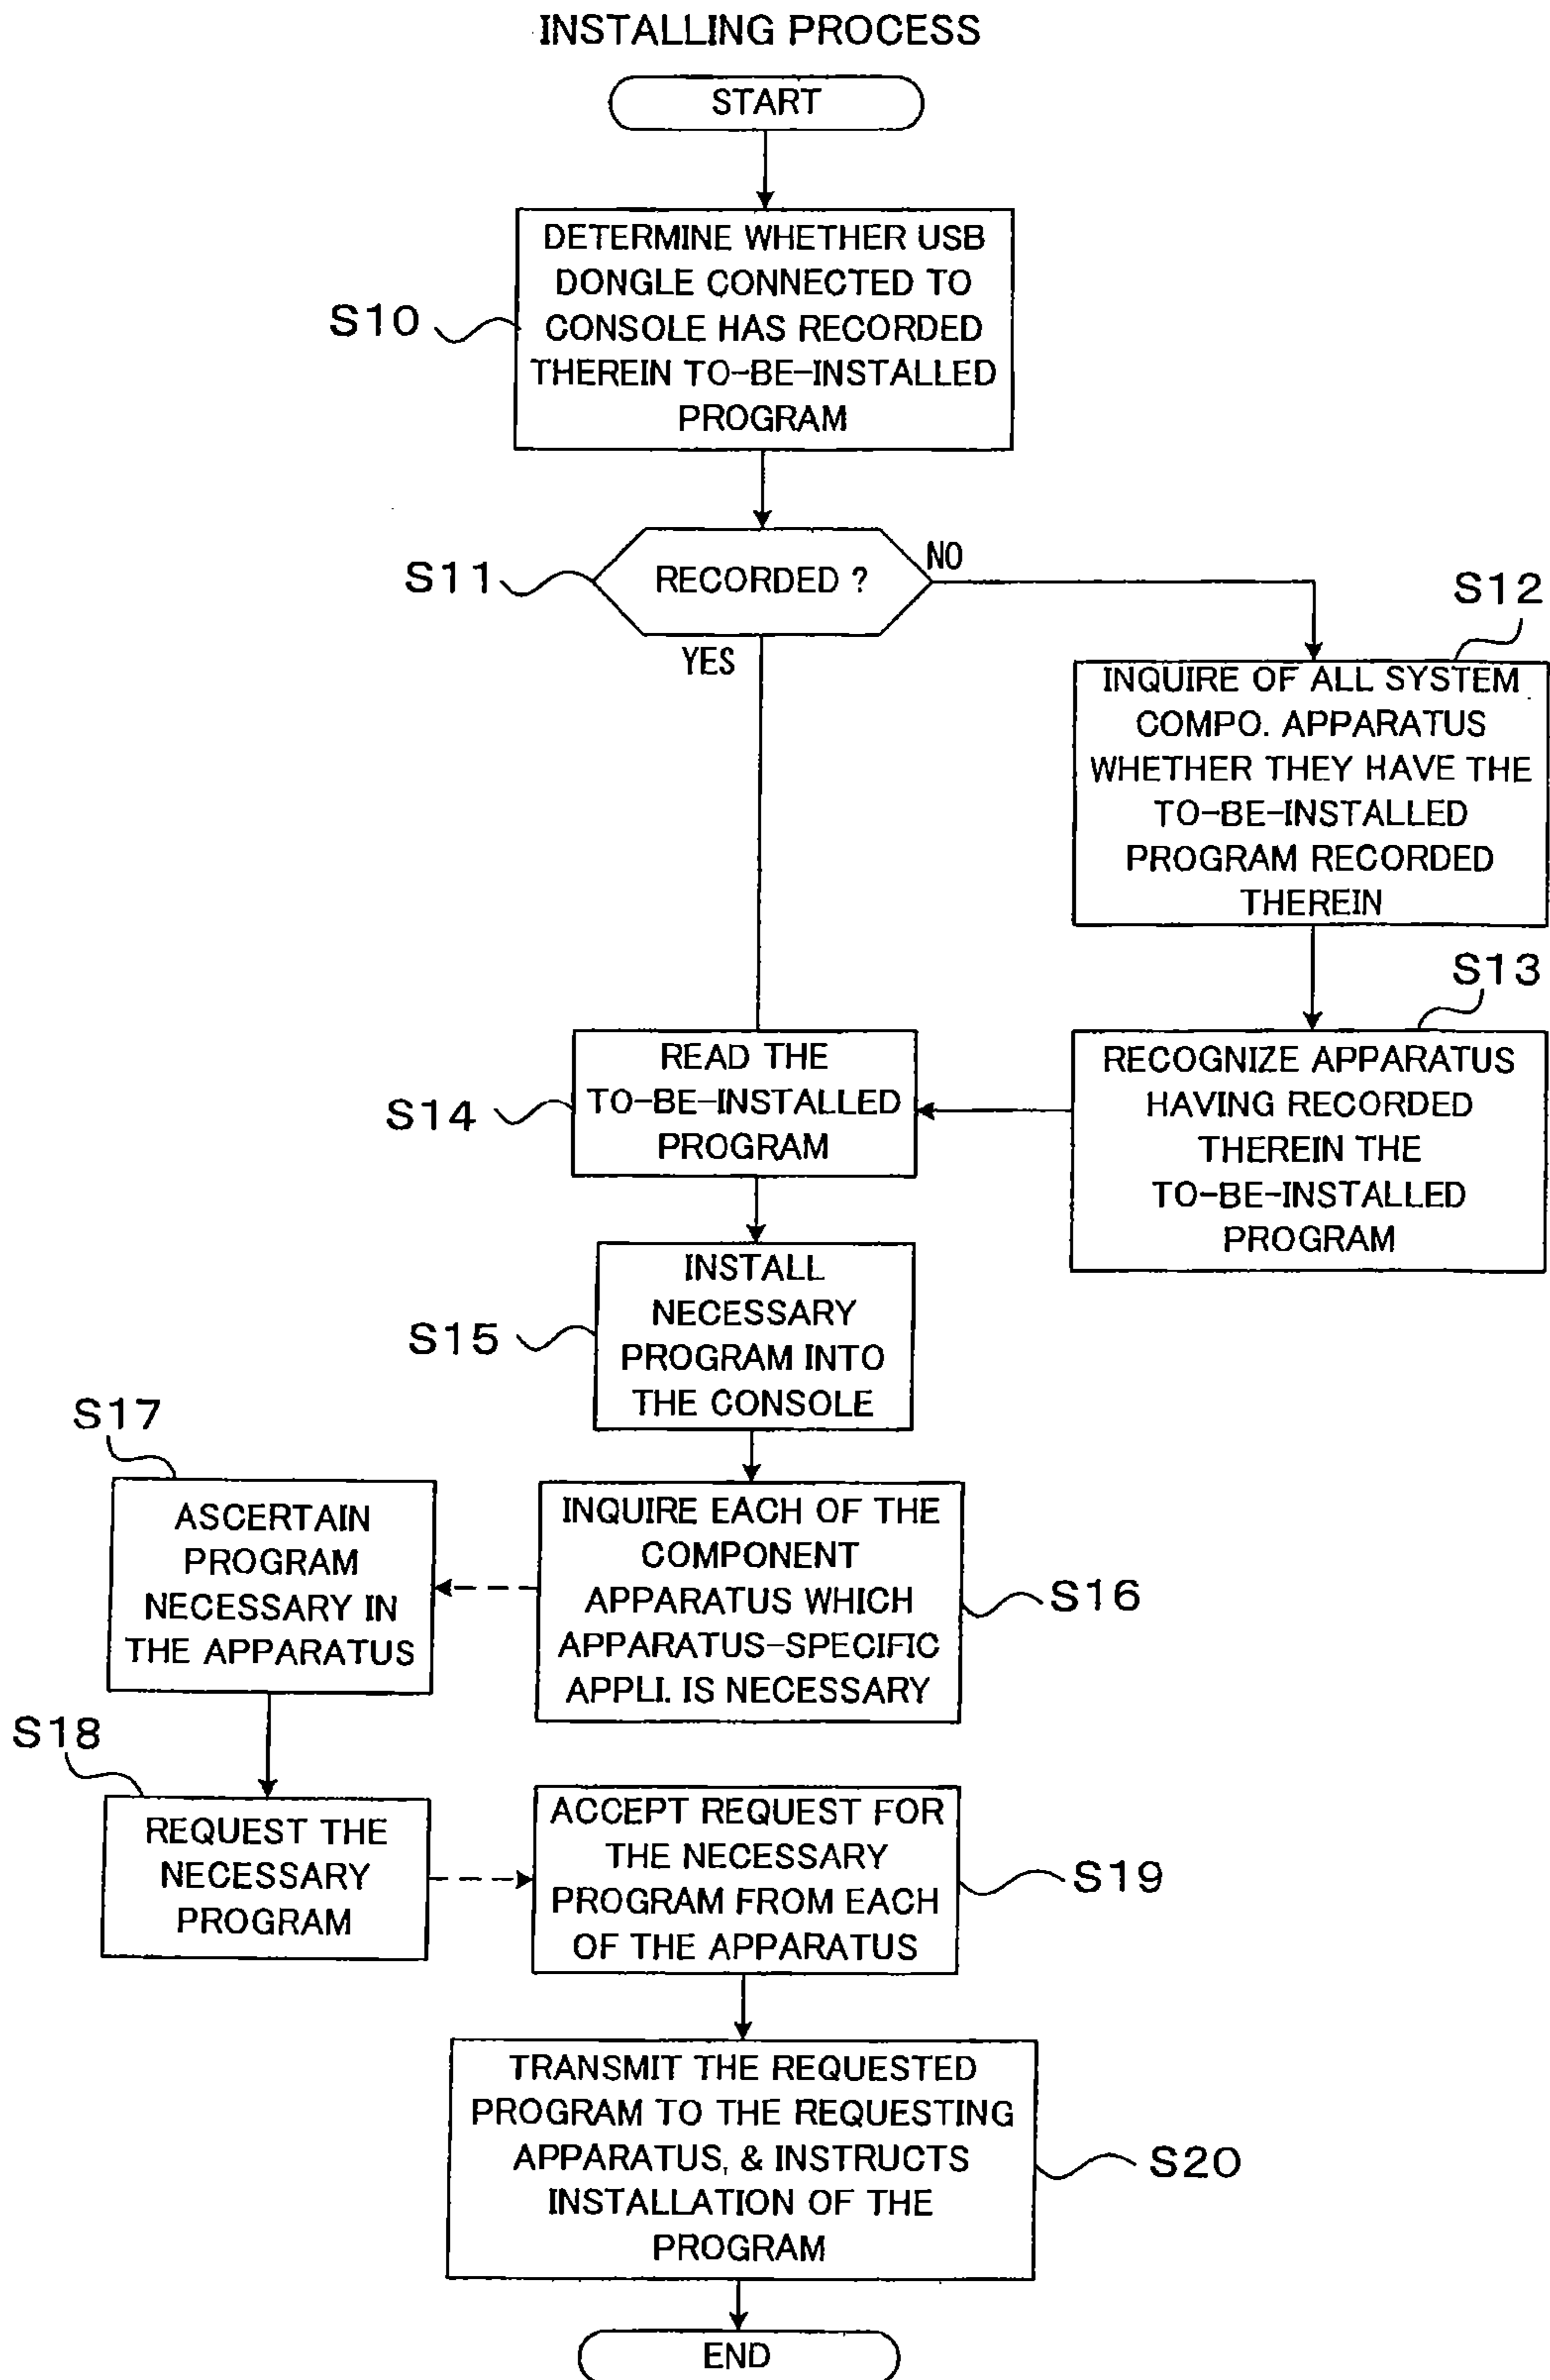 INSTALLING PROCESS
START
S10
DETERMINE WHETHER USB
DONGLE CONNECTED TO
CONSOLE HAS RECORDED
THEREIN TO-BE-INSTALLED
PROGRAM
S11
RECORDED ?
NO
YES
S12
INQUIRE OF ALL SYSTEM
COMPO. APPARATUS
WHETHER THEY HAVE THE
TO-BE-INSTALLED
PROGRAM RECORDED
THEREIN
S13
RECOGNIZE APPARATUS
HAVING RECORDED
THEREIN THE
TO-BE-INSTALLED
PROGRAM
S14
READ THE
TO-BE-INSTALLED
PROGRAM
S15
INSTALL
NECESSARY
PROGRAM INTO
THE CONSOLE
S16
INQUIRE EACH OF THE
COMPONENT
APPARATUS WHICH
APPARATUS-SPECIFIC
APPLI. IS NECESSARY
S17
ASCERTAIN
PROGRAM
NECESSARY IN
THE APPARATUS
S18
REQUEST THE
NECESSARY
PROGRAM
S19
ACCEPT REQUEST FOR
THE NECESSARY
PROGRAM FROM EACH
OF THE APPARATUS
S20
TRANSMIT THE REQUESTED
PROGRAM TO THE REQUESTING
APPARATUS, & INSTRUCTS
INSTALLATION OF THE
PROGRAM
END